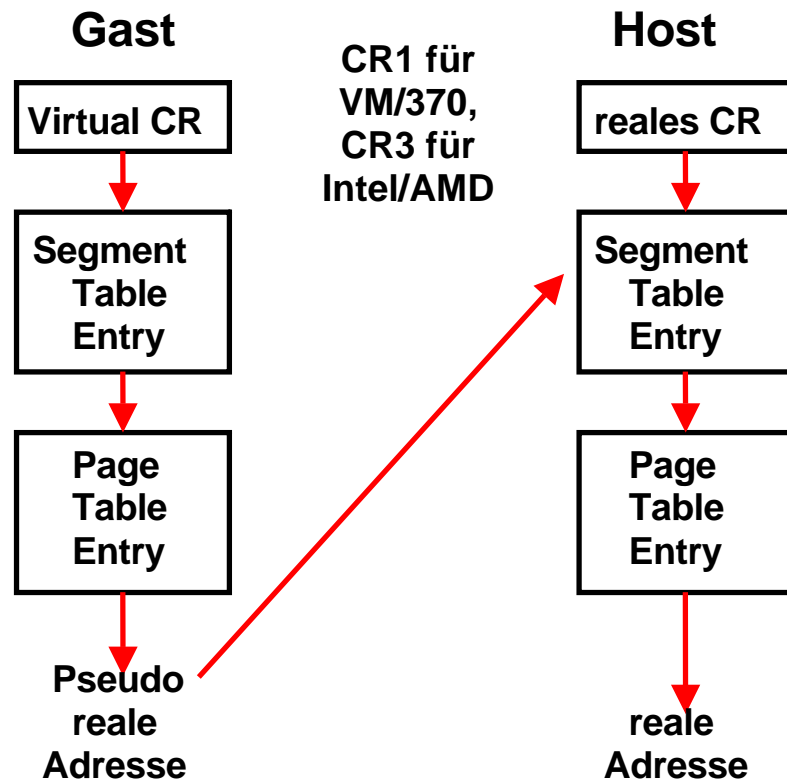 Gast
Virtual CR
Segment
Table
Entry
Page
Table
Entry
Pseudo
reale
Adresse
CR1 für
VM/370,
CR3 für
Intel/AMD
Host
reales CR
Segment
Table
Entry
Page
Table
Entry
reale
Adresse